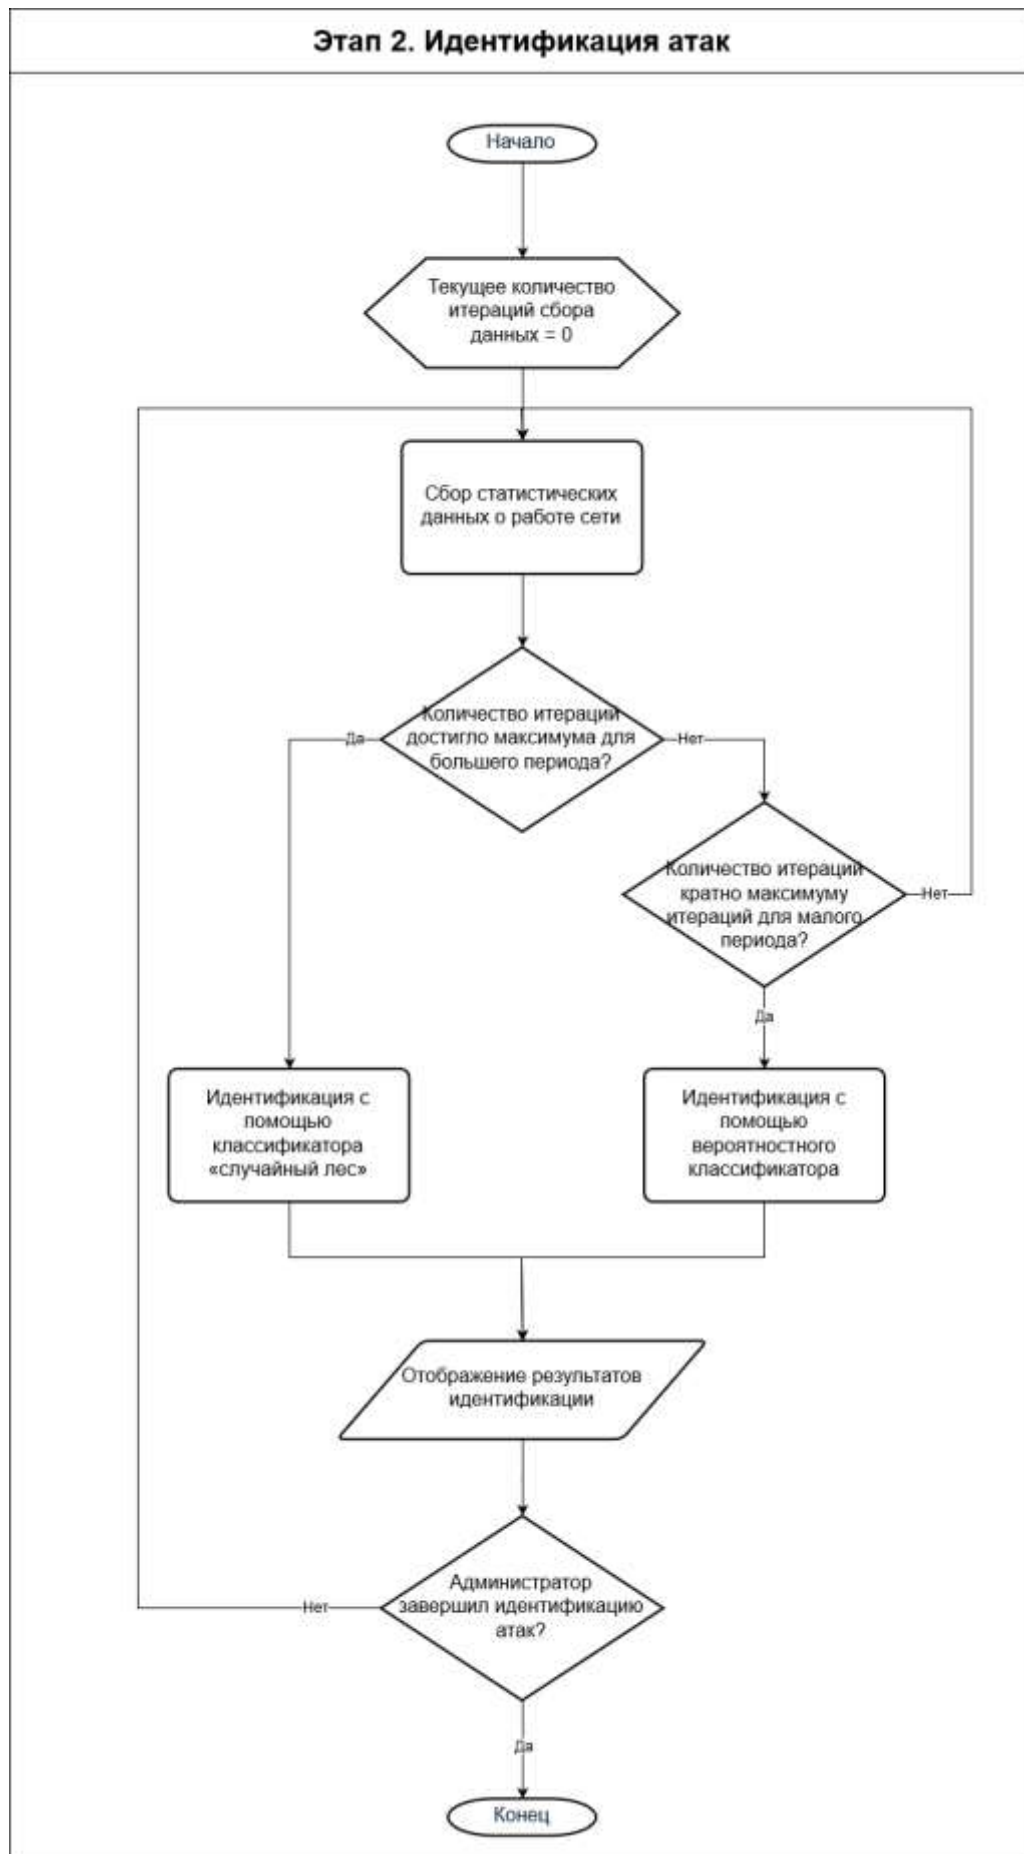 Этап 2. Идентификация атак
Начало
Текущее количество
итераций сбора
данных = 0
Сбор статистических
данных о работе сети
Количество итераций
достигло максимума для
большего периода?
Да
Нет
Количество итераций
кратно максимуму
итераций для малого
периода?
Нет
Да
Идентификация с
помощью
классификатора
«случайный лес»
Идентификация с
помощью
вероятностного
классификатора
Отображение результатов
идентификации
Администратор
завершил идентификацию
атак?
Нет
Да
Конец